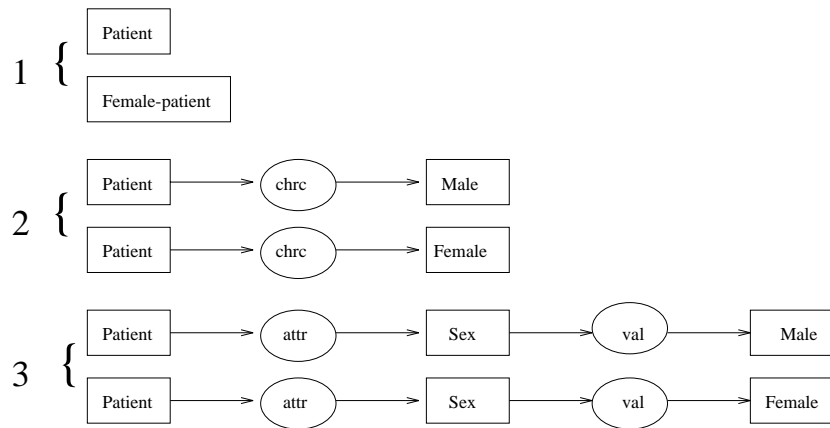 1 { Patient
Female-patient
2 { Patient chrc Male
Patient chrc Female
3 { Patient attr Sex val Male
Patient attr Sex val Female